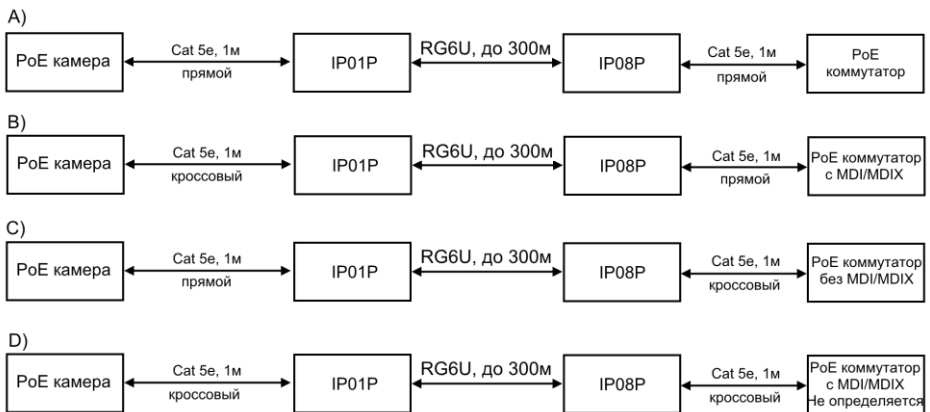 A)
PoE камера
Cat 5e, 1м
прямой
IP01P
RG6U, до 300м
IP08P
Cat 5e, 1м
прямой
PoE
коммутатор
B)
PoE камера
Cat 5e, 1м
кроссовый
IP01P
RG6U, до 300м
IP08P
Cat 5e, 1м
прямой
PoE коммутатор
с MDI/MDIX
C)
PoE камера
Cat 5e, 1м
прямой
IP01P
RG6U, до 300м
IP08P
Cat 5e, 1м
кроссовый
PoE коммутатор
без MDI/MDIX
D)
PoE камера
Cat 5e, 1м
кроссовый
IP01P
RG6U, до 300м
IP08P
Cat 5e, 1м
кроссовый
PoE коммутатор
с MDI/MDIX
Не определяется